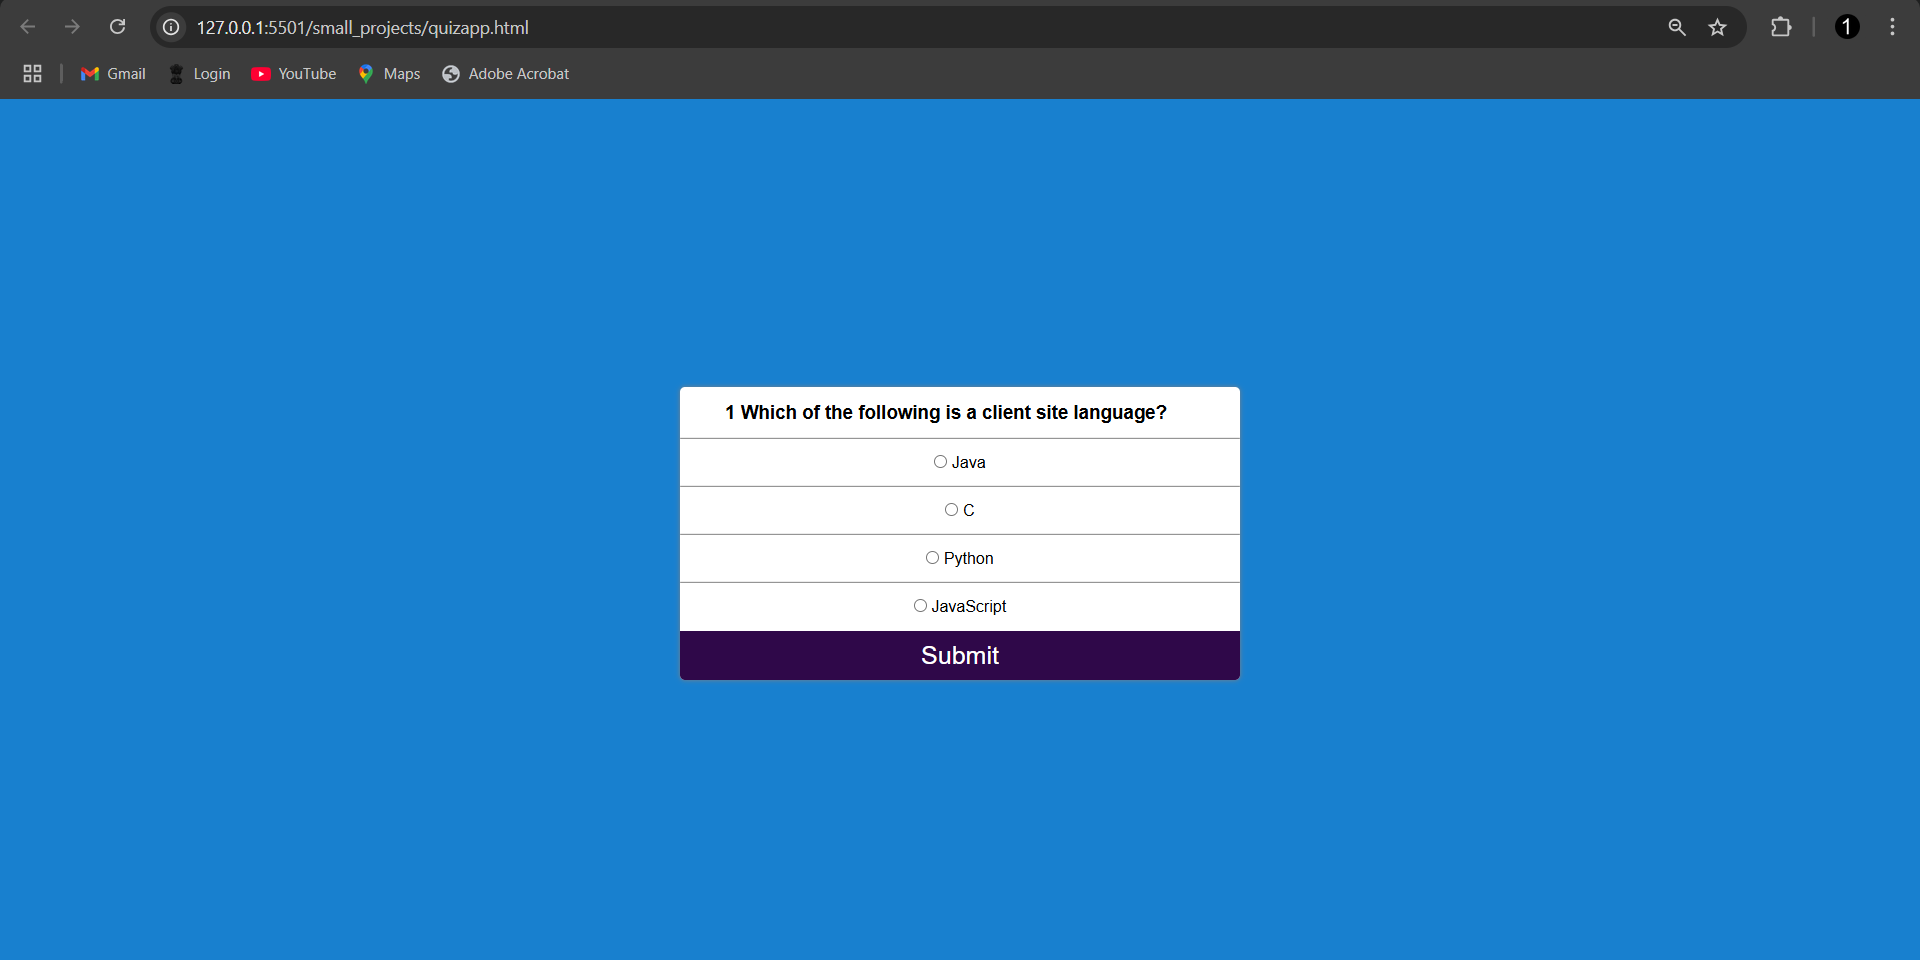 127.0.0.1:5501/small_projects/quizapp.html
1
Gmail Login YouTube Maps Adobe Acrobat
1 Which of the following is a client site language?
Java
C
Python
JavaScript
Submit